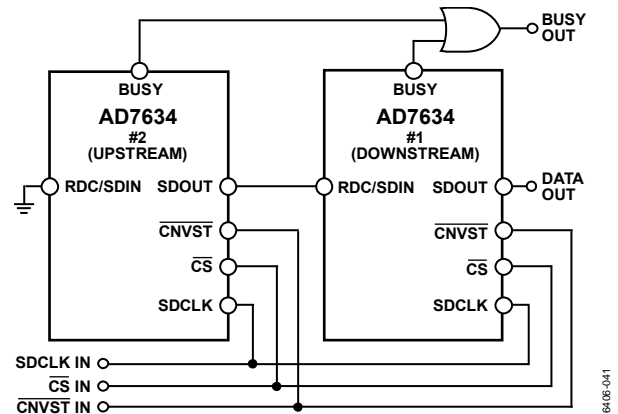 BUSY OUT
BUSY
BUSY
AD7634
#2
(UPSTREAM)
AD7634
#1
(DOWNSTREAM)
RDC/SDIN SDOUT
RDC/SDIN SDOUT
DATA OUT
CNVST
CNVST
CS
CS
SDCLK
SDCLK
SDCLK IN
CS IN
CNVST IN
6406-041